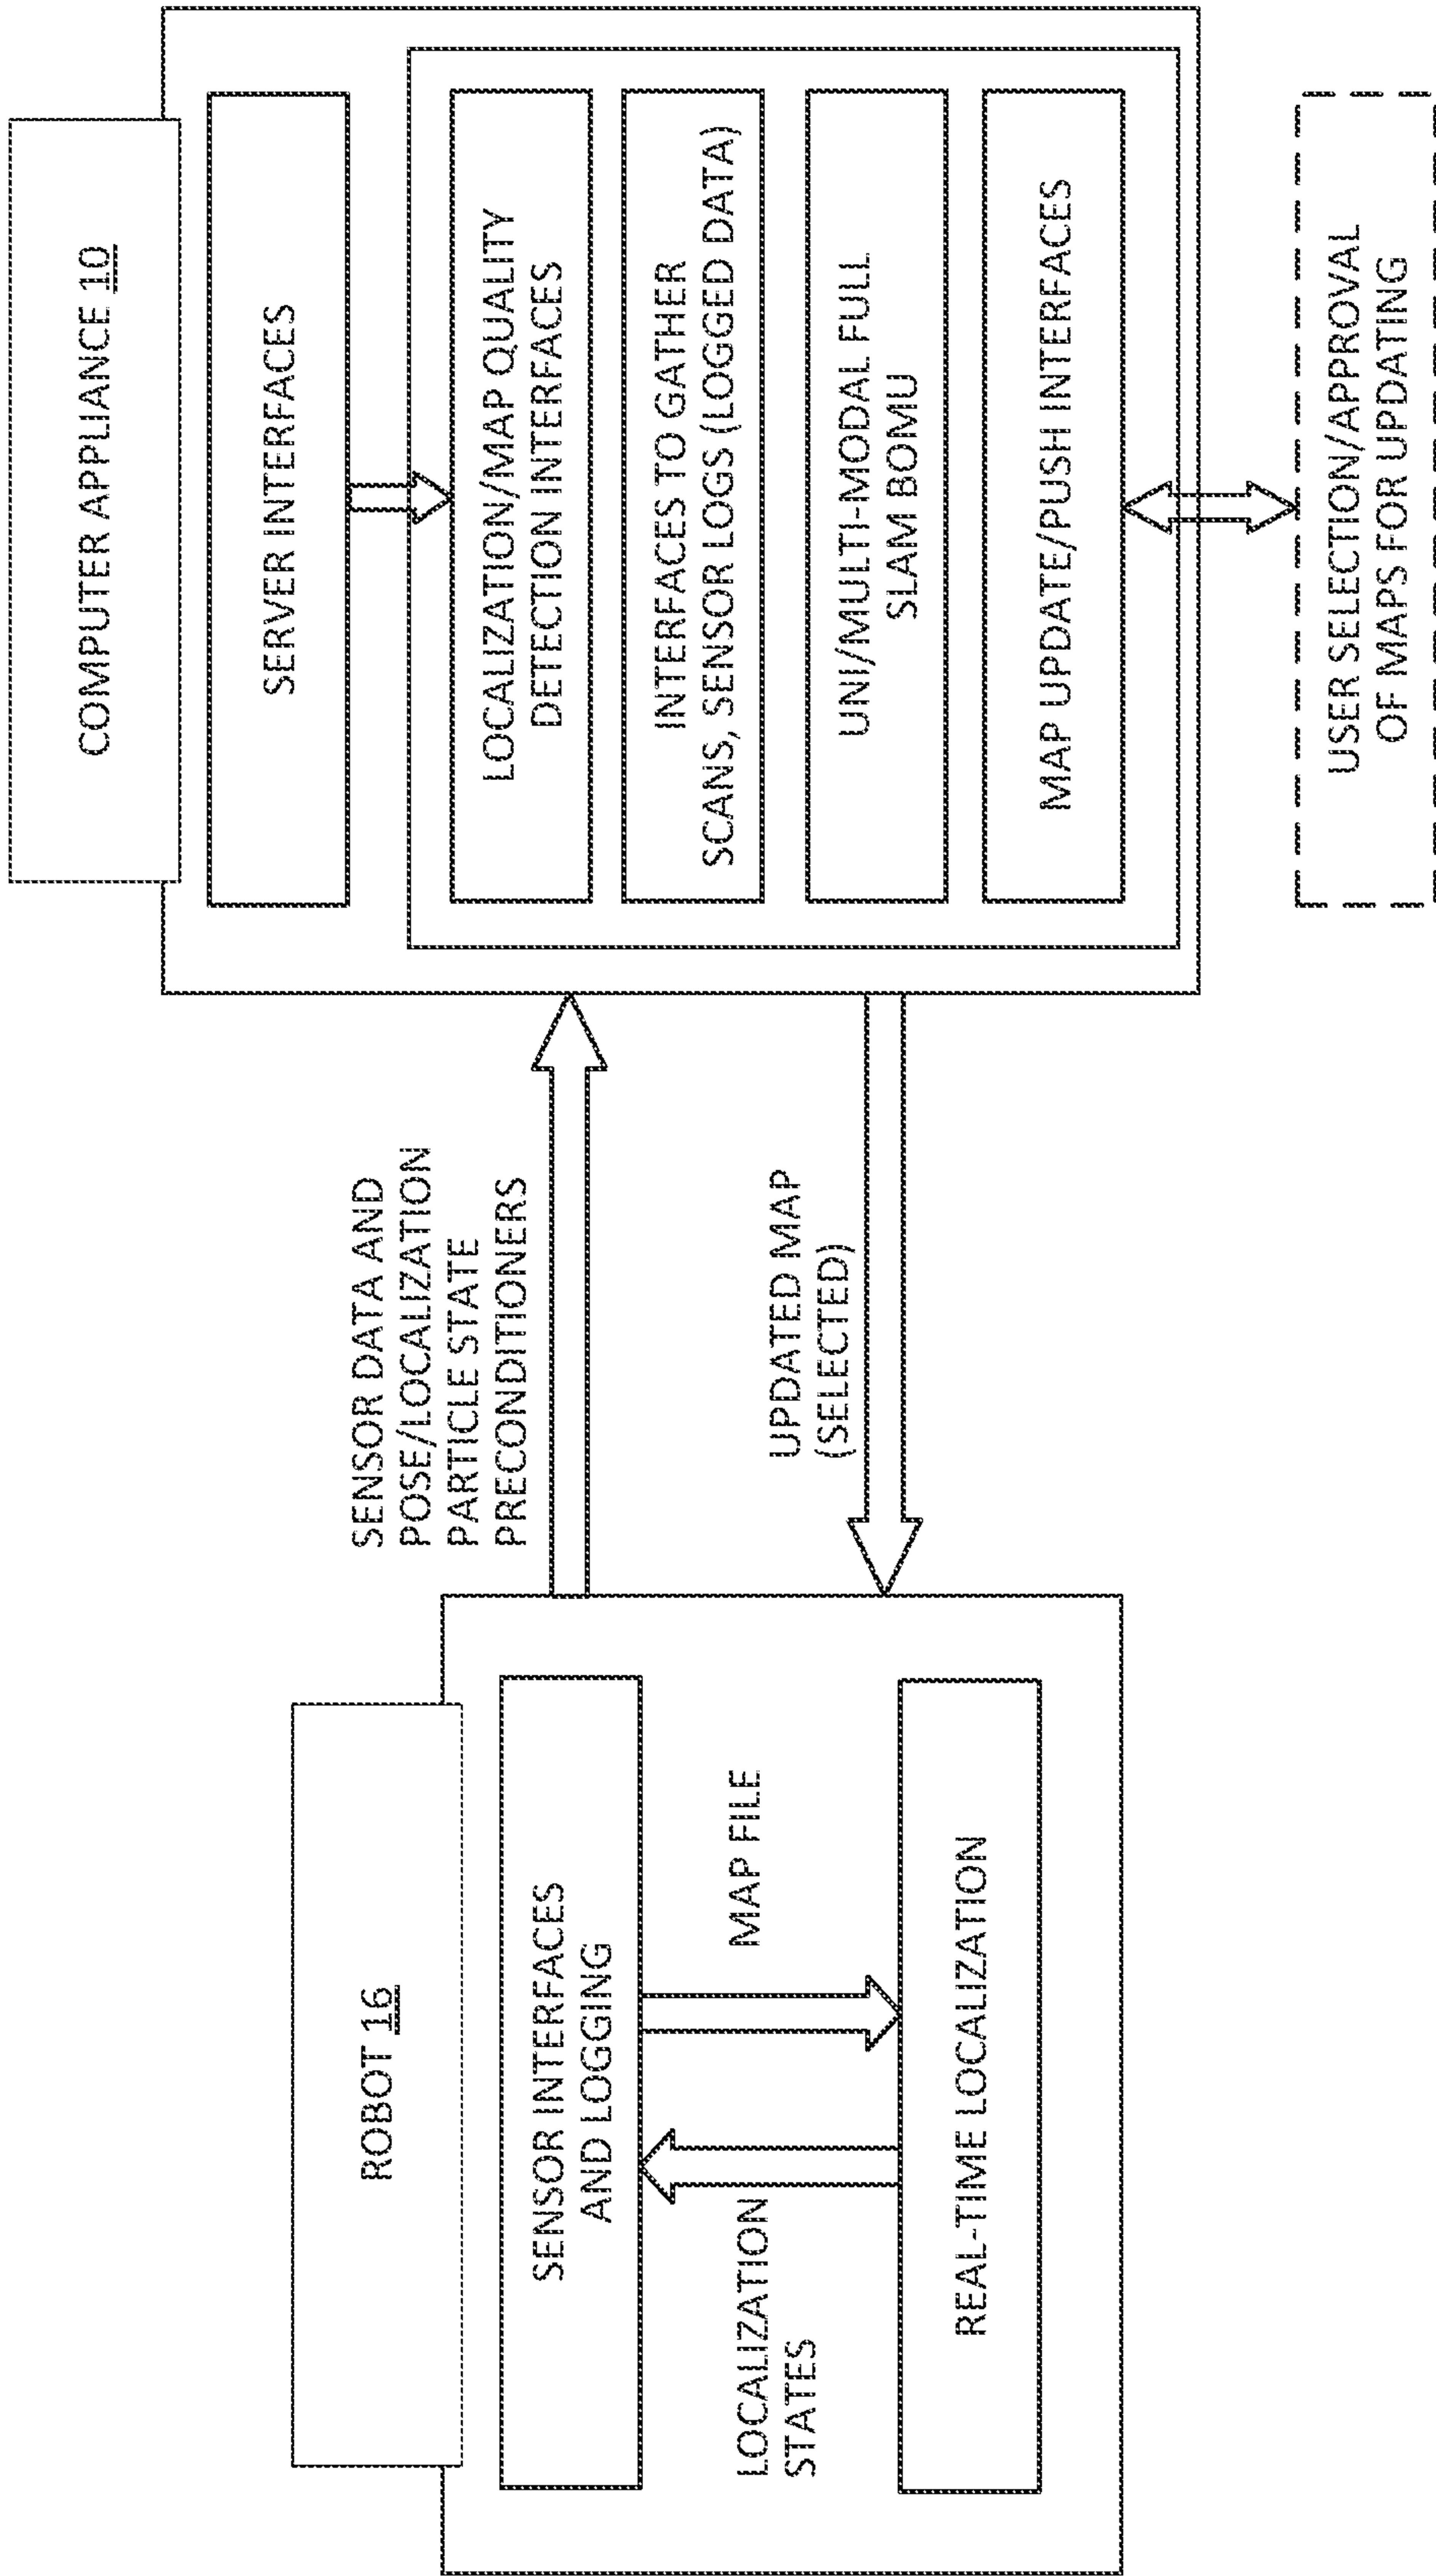 ROBOT 16
SENSOR INTERFACES
AND LOGGING
LOCALIZATION
STATES
MAP FILE
REAL-TIME LOCALIZATION
SENSOR DATA AND
POSE/LOCALIZATION
PARTICLE STATE
PRECONDITIONERS
UPDATED MAP
(SELECTED)
COMPUTER APPLIANCE 10
SERVER INTERFACES
LOCALIZATION/MAP QUALITY
DETECTION INTERFACES
INTERFACES TO GATHER
SCANS, SENSOR LOGS (LOGGED DATA)
UNI/MULTI-MODAL FULL
SLAM BOMU
MAP UPDATE/PUSH INTERFACES
USER SELECTION/APPROVAL
OF MAPS FOR UPDATING